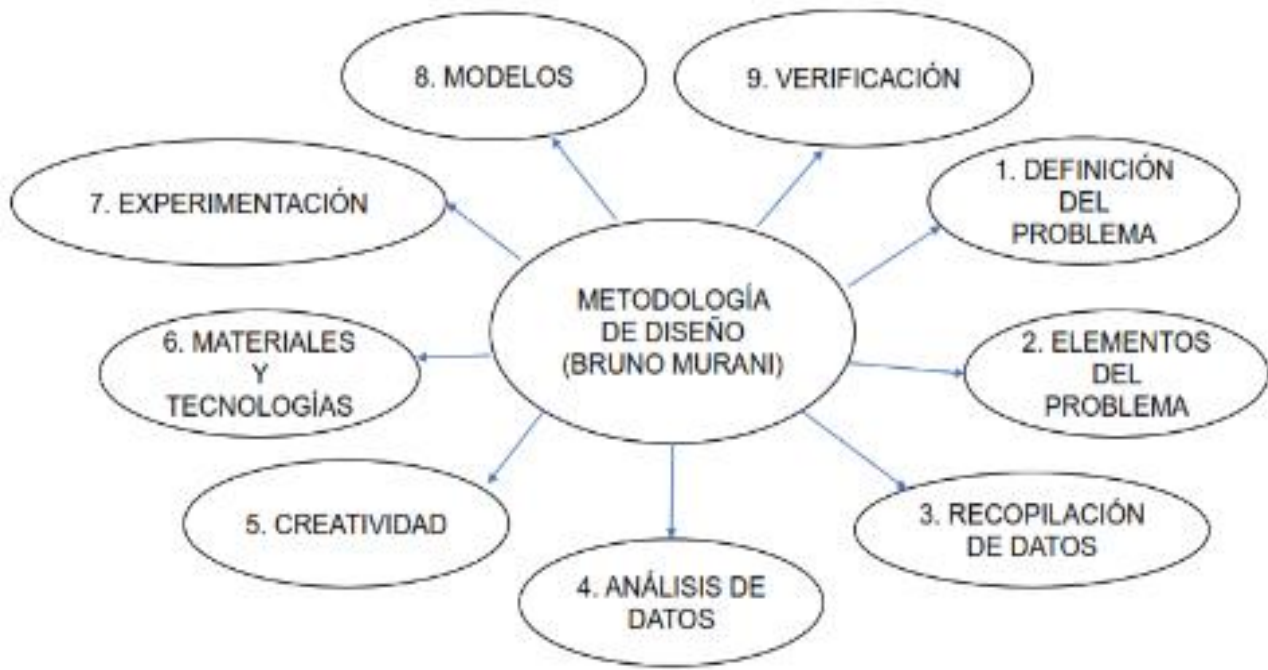 METODOLOGÍA
DE DISEÑO
(BRUNO MURANI)
1. DEFINICIÓN
DEL
PROBLEMA
2. ELEMENTOS
DEL
PROBLEMA
3. RECOPILACIÓN
DE DATOS
4. ANÁLISIS DE
DATOS
5. CREATIVIDAD
6. MATERIALES
Y
TECNOLOGÍAS
7. EXPERIMENTACIÓN
8. MODELOS
9. VERIFICACIÓN